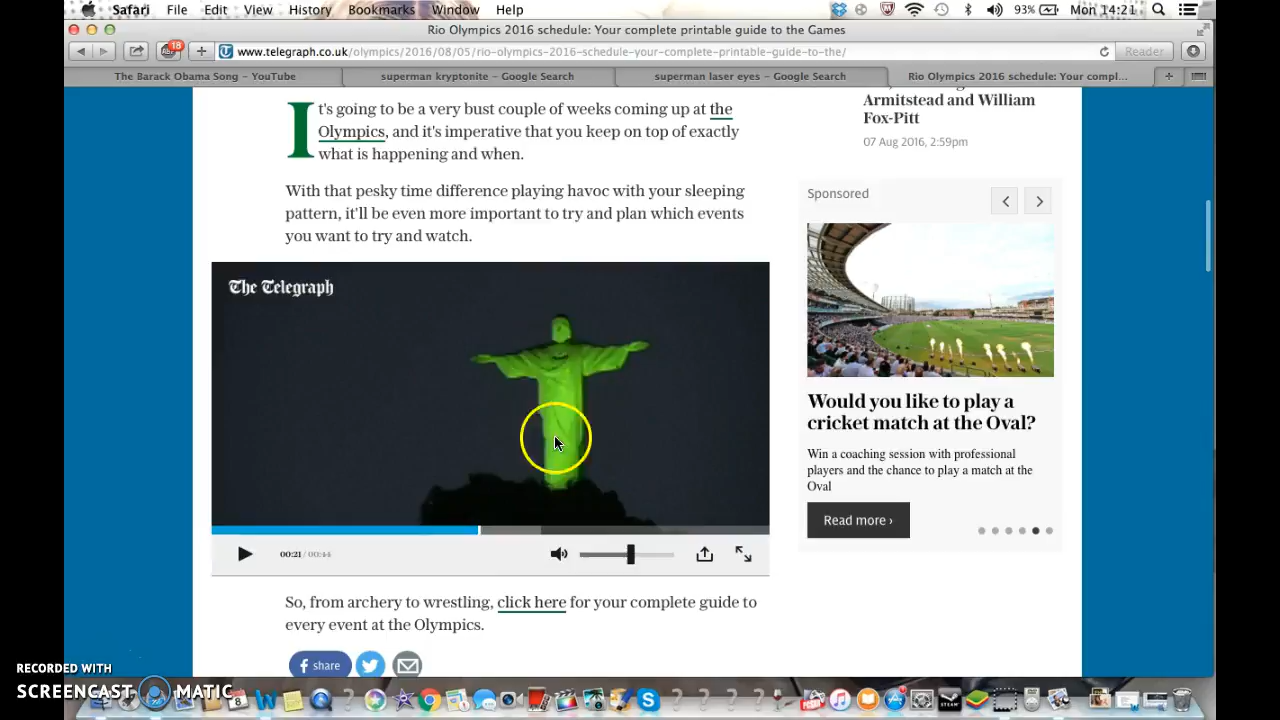 Safari File Edit View History Bookmarks Window Help 93% Mon 14:21
Rio Olympics 2016 schedule: Your complete printable guide to the Games
18 www.telegraph.co.uk/olympics/2016/08/05/rio-olympics-2016-schedule-your-complete-printable-guide-to-the/ Reader
The Barack Obama Song – YouTube superman kryptonite – Google Search superman laser eyes – Google Search Rio Olympics 2016 schedule: Your compl...
It's going to be a very bust couple of weeks coming up at the
Olympics, and it's imperative that you keep on top of exactly
what is happening and when.
With that pesky time difference playing havoc with your sleeping
pattern, it'll be even more important to try and plan which events
you want to try and watch.
The Telegraph
00:21 / 00:44
So, from archery to wrestling, click here for your complete guide to
every event at the Olympics.
f share
Armitstead and William
Fox-Pitt
07 Aug 2016, 2:59pm
Sponsored
Would you like to play a
cricket match at the Oval?
Win a coaching session with professional
players and the chance to play a match at the
Oval
Read more ›
RECORDED WITH
SCREENCAST MATIC